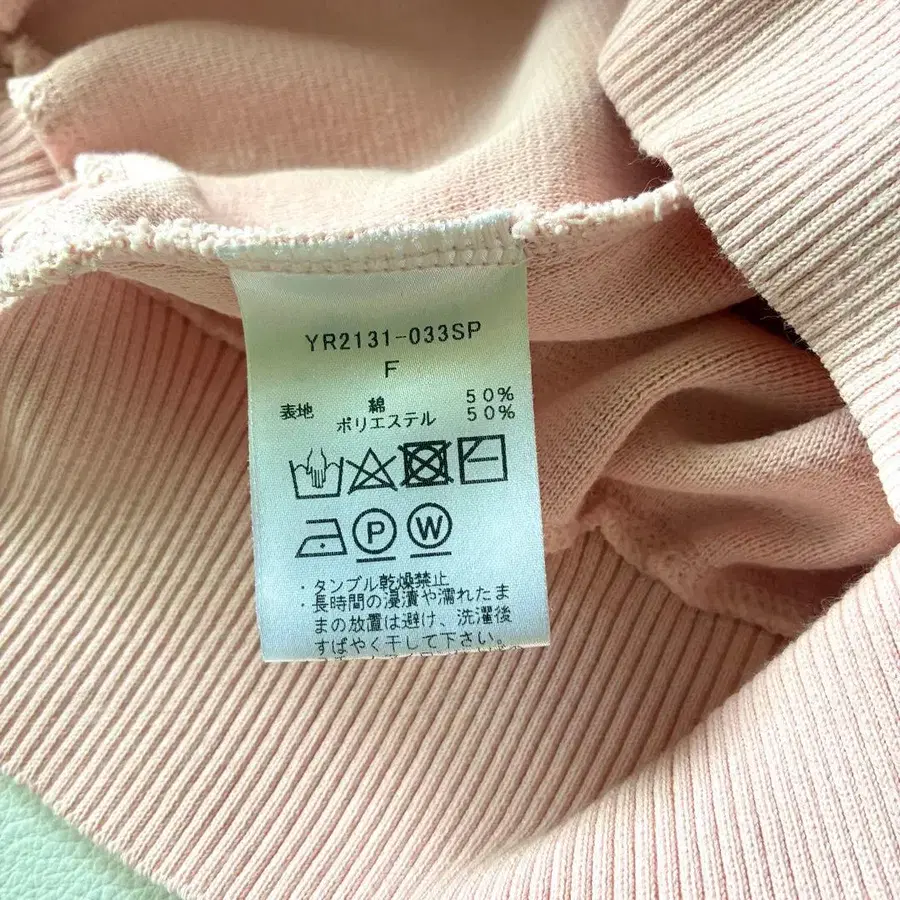 YR2131-033SP
F
表地 綿 50%
ポリエステル 50%
P W
・タンブル乾燥禁止
・長時間の浸漬や濡れたま
まの放置は避け、洗濯後
すばやく干して下さい。